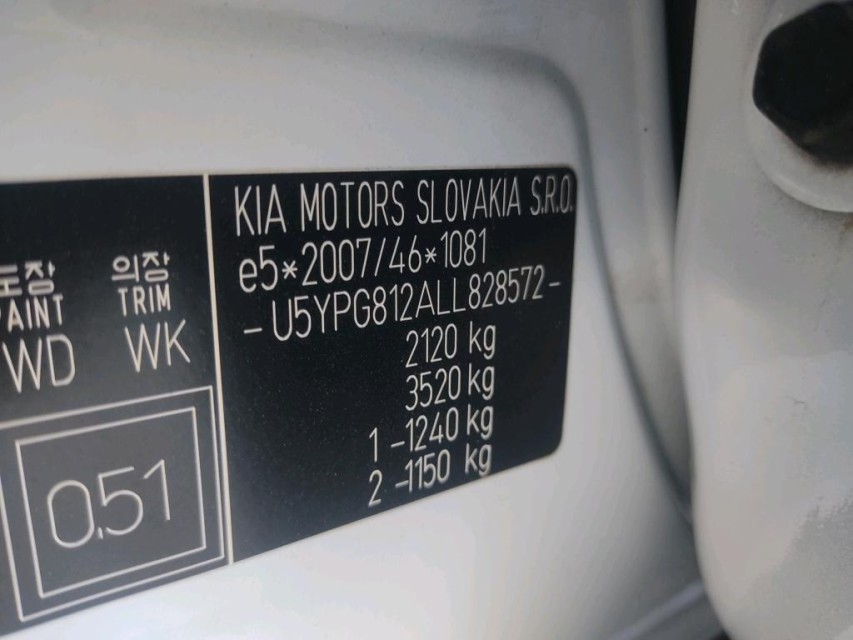 도장 의장
PAINT TRIM
WD WK
0.51
KIA MOTORS SLOVAKIA S.R.O.
e5*2007/46*1081
-U5YPG812ALL828572-
2120 kg
3520 kg
1 -1240 kg
2 -1150 kg